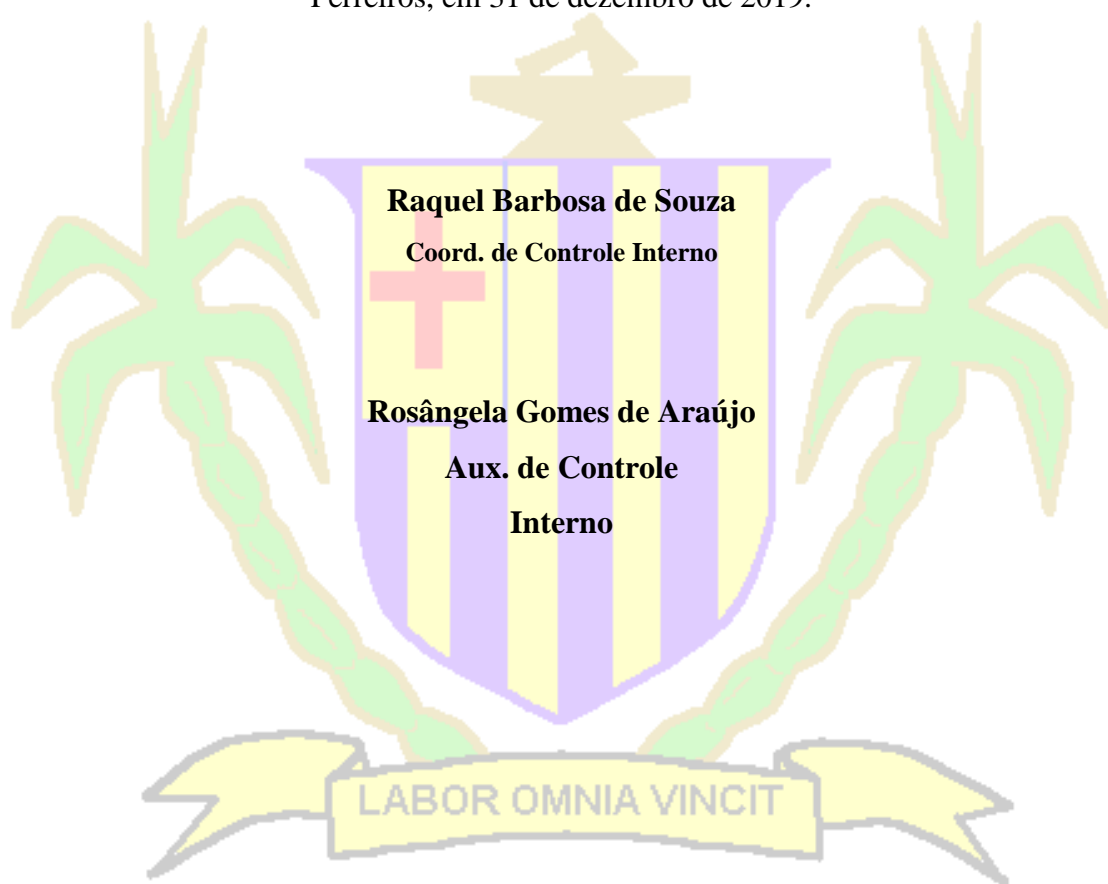 Ferreiros, em 31 de dezembro de 2019.
Raquel Barbosa de Souza
Coord. de Controle Interno
Rosângela Gomes de Araújo
Aux. de Controle
Interno
LABOR OMNIA VINCIT